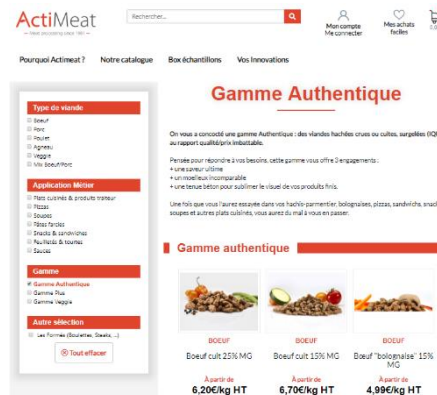 ActiMeat
Rechercher...
Mon compte
Me connecter
Mes achats
faciles
Pourquoi Actimeat ?
Notre catalogue
Box échantillons
Vos Innovations
Type de viande
Boeuf
Porc
Poulet
Agneau
Veggie
Mix Boeuf/Porc
Application Métier
Plats cuisinés & produits traiteur
Pizzas
Soupes
Pâtes farcies
Snacks & sandwiches
Feuilletés & tourtes
Sauces
Gamme
Gamme Authentique
Gamme Plus
Gamme Veggie
Autre sélection
Les Formés (Boulettes, Steaks, ...)
Tout effacer
Gamme Authentique
On vous a concocté une gamme Authentique : des viandes hachées crues ou cuites, surgelées (IQF
au rapport qualité/prix imbattable.
Pensée pour répondre à vos besoins, cette gamme vous offre 3 engagements :
+ une saveur ultime
+ un moelleux incomparable
+ une tenue béton pour sublimer le visuel de vos produits finis.
Une fois que vous l'aurez essayée dans vos hachis-parmentier, bolognaises, pizzas, sandwichs, snack
soupes et autres plats cuisinés, vous aurez du mal à vous en passer.
Gamme authentique
BOEUF
Boeuf cuit 25% MG
À partir de
6,20€/kg HT
BOEUF
Boeuf cuit 15% MG
À partir de
6,70€/kg HT
BOEUF
Bœuf "bolognaise" 15%
MG
À partir de
4,99€/kg HT